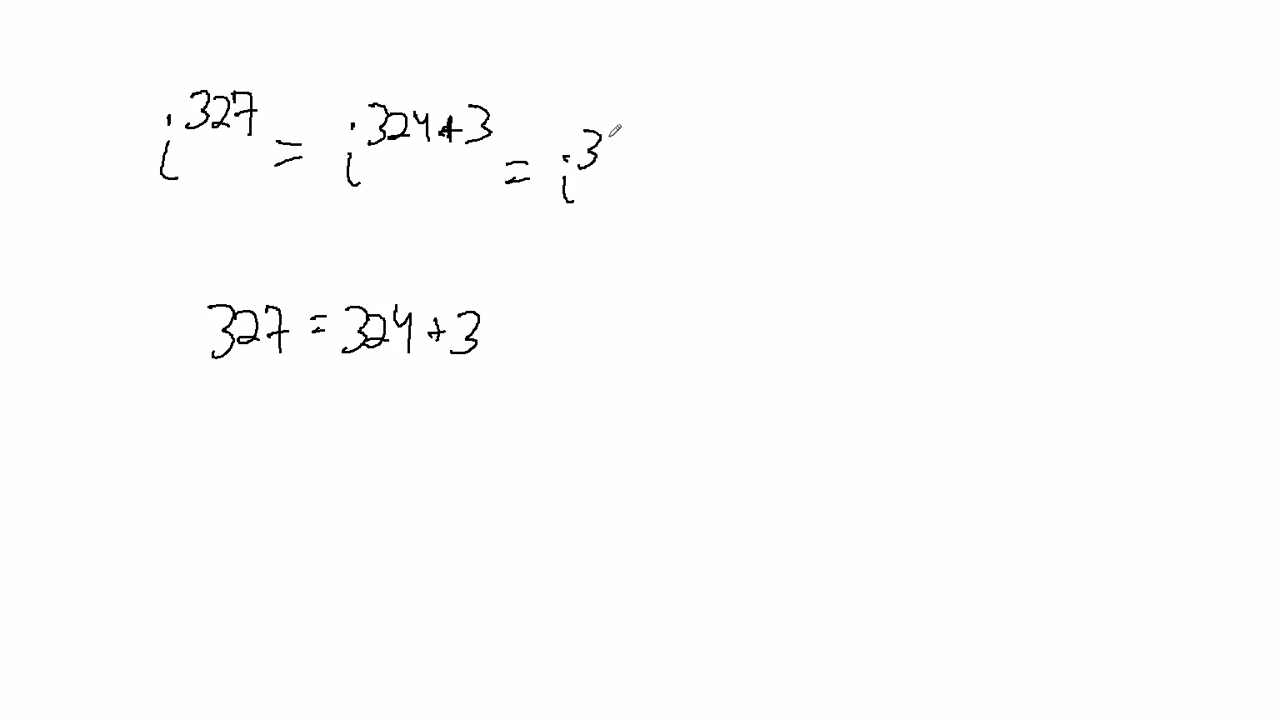 i^327 = i^324+3 = i^3
327 = 324 + 3